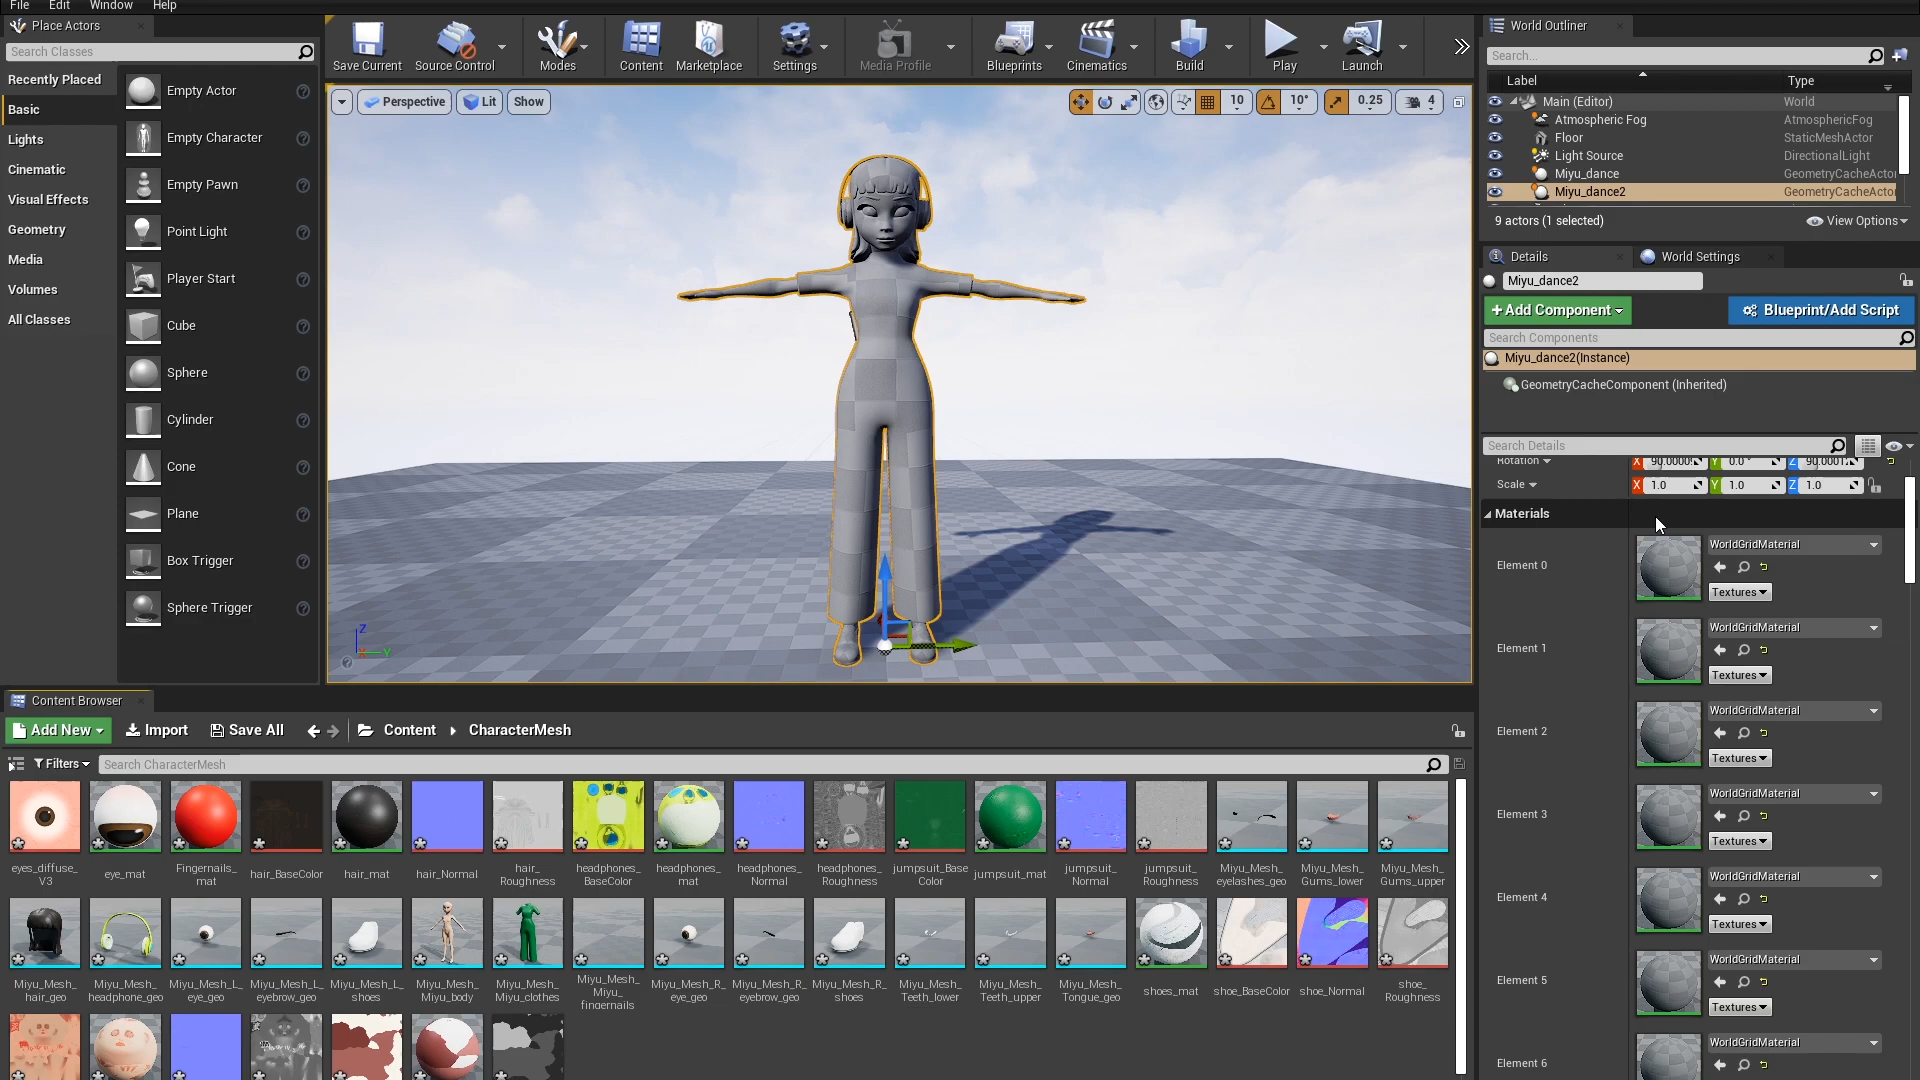 File Edit Window Help
Place Actors
Search Classes
Recently Placed
Basic
Lights
Cinematic
Visual Effects
Geometry
Media
Volumes
All Classes
Empty Actor
Empty Character
Empty Pawn
Point Light
Player Start
Cube
Sphere
Cylinder
Cone
Plane
Box Trigger
Sphere Trigger
Save Current Source Control Modes Content Marketplace Settings Media Profile Blueprints Cinematics Build Play Launch
Perspective Lit Show
10 10° 0.25 4
Z
X Y
World Outliner
Search...
Label Type
Main (Editor) World
Atmospheric Fog AtmosphericFog
Floor StaticMeshActor
Light Source DirectionalLight
Miyu_dance GeometryCacheActor
Miyu_dance2 GeometryCacheActor
9 actors (1 selected) View Options
Details World Settings
Miyu_dance2
+Add Component Blueprint/Add Script
Search Components
Miyu_dance2(Instance)
GeometryCacheComponent (Inherited)
Search Details
Rotation X Y 0.0° Z
Scale X 1.0 Y 1.0 Z 1.0
Materials
Element 0 WorldGridMaterial
Textures
Element 1 WorldGridMaterial
Textures
Element 2 WorldGridMaterial
Textures
Element 3 WorldGridMaterial
Textures
Element 4 WorldGridMaterial
Textures
Element 5 WorldGridMaterial
Textures
Element 6 WorldGridMaterial
Content Browser
Add New Import Save All Content CharacterMesh
Filters Search CharacterMesh
eyes_diffuse_V3
eye_mat
Fingernails_mat
hair_BaseColor
hair_mat
hair_Normal
hair_Roughness
headphones_BaseColor
headphones_mat
headphones_Normal
headphones_Roughness
jumpsuit_BaseColor
jumpsuit_mat
jumpsuit_Normal
jumpsuit_Roughness
Miyu_Mesh_eyelashes_geo
Miyu_Mesh_Gums_lower
Miyu_Mesh_Gums_upper
Miyu_Mesh_hair_geo
Miyu_Mesh_headphone_geo
Miyu_Mesh_L_eye_geo
Miyu_Mesh_L_eyebrow_geo
Miyu_Mesh_L_shoes
Miyu_Mesh_Miyu_body
Miyu_Mesh_Miyu_clothes
Miyu_Mesh_Miyu_fingernails
Miyu_Mesh_R_eye_geo
Miyu_Mesh_R_eyebrow_geo
Miyu_Mesh_R_shoes
Miyu_Mesh_Teeth_lower
Miyu_Mesh_Teeth_upper
Miyu_Mesh_Tongue_geo
shoes_mat
shoe_BaseColor
shoe_Normal
shoe_Roughness